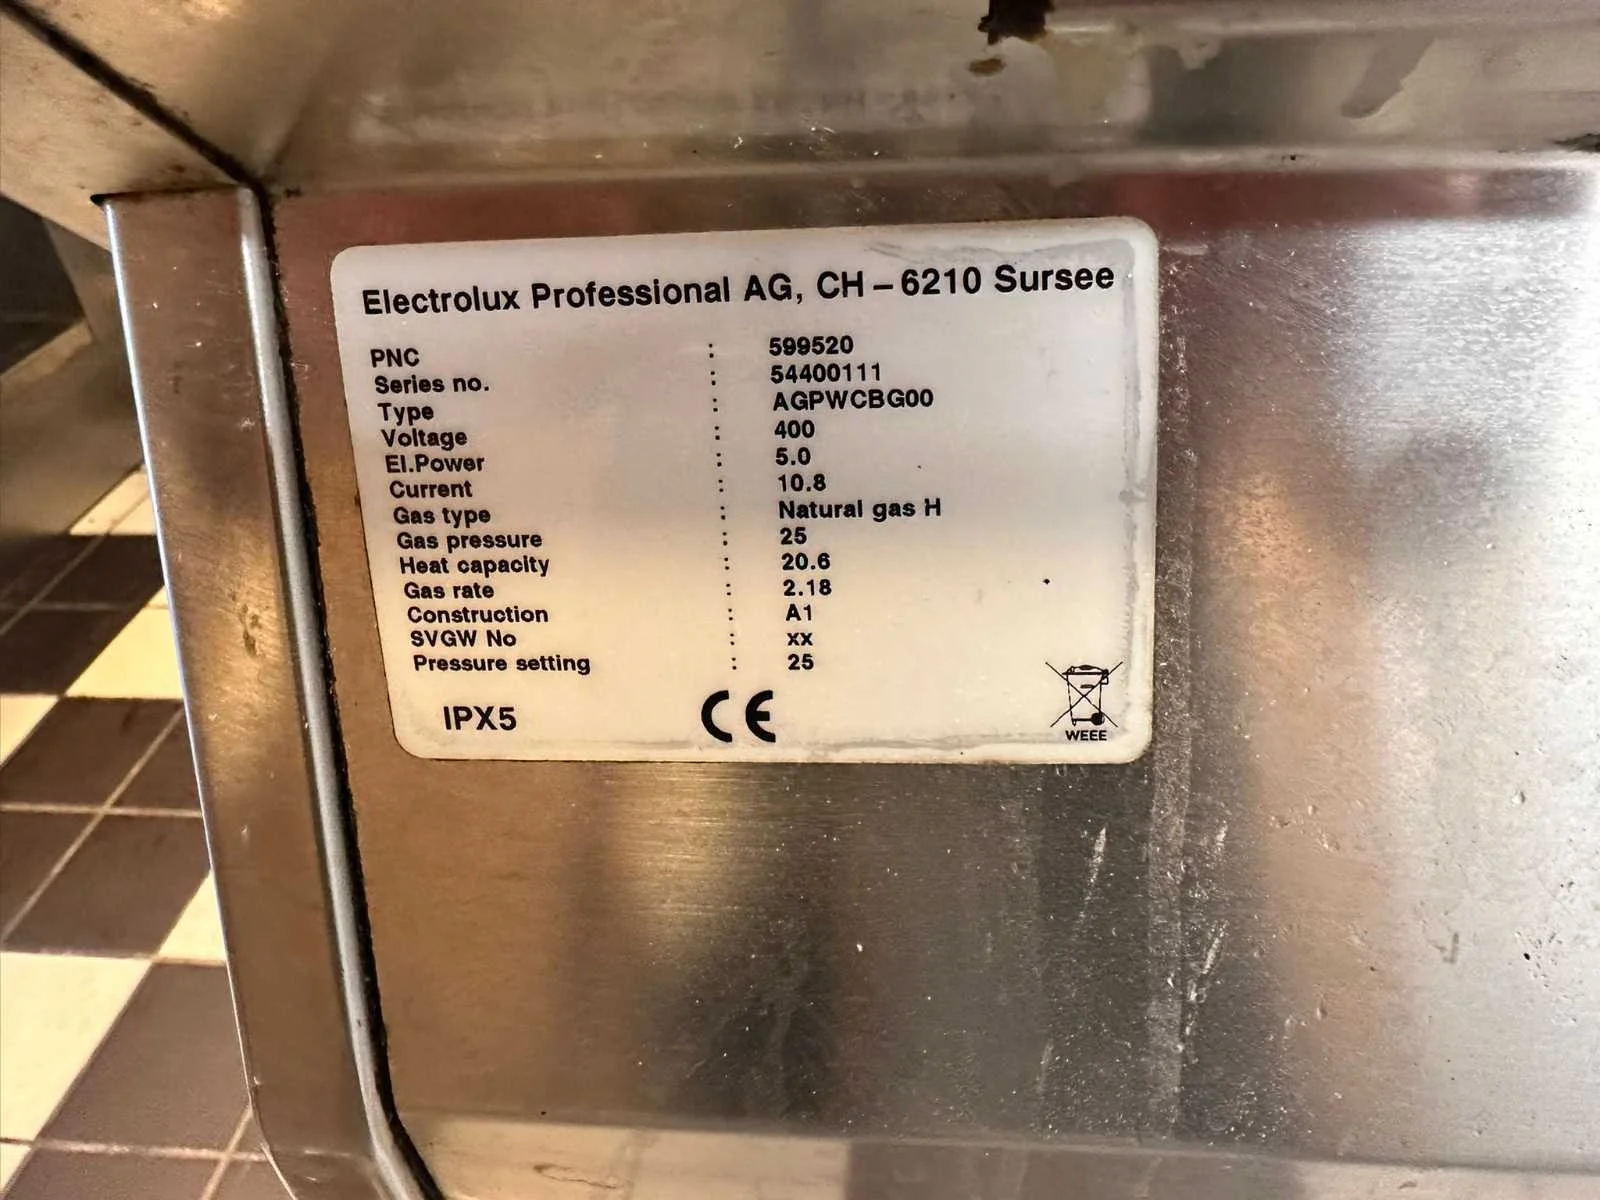 Electrolux Professional AG, CH – 6210 Sursee
PNC : 599520
Series no. : 54400111
Type : AGPWCBG00
Voltage : 400
El.Power : 5.0
Current : 10.8
Gas type : Natural gas H
Gas pressure : 25
Heat capacity : 20.6
Gas rate : 2.18
Construction : A1
SVGW No : xx
Pressure setting : 25
IPX5 CE WEEE